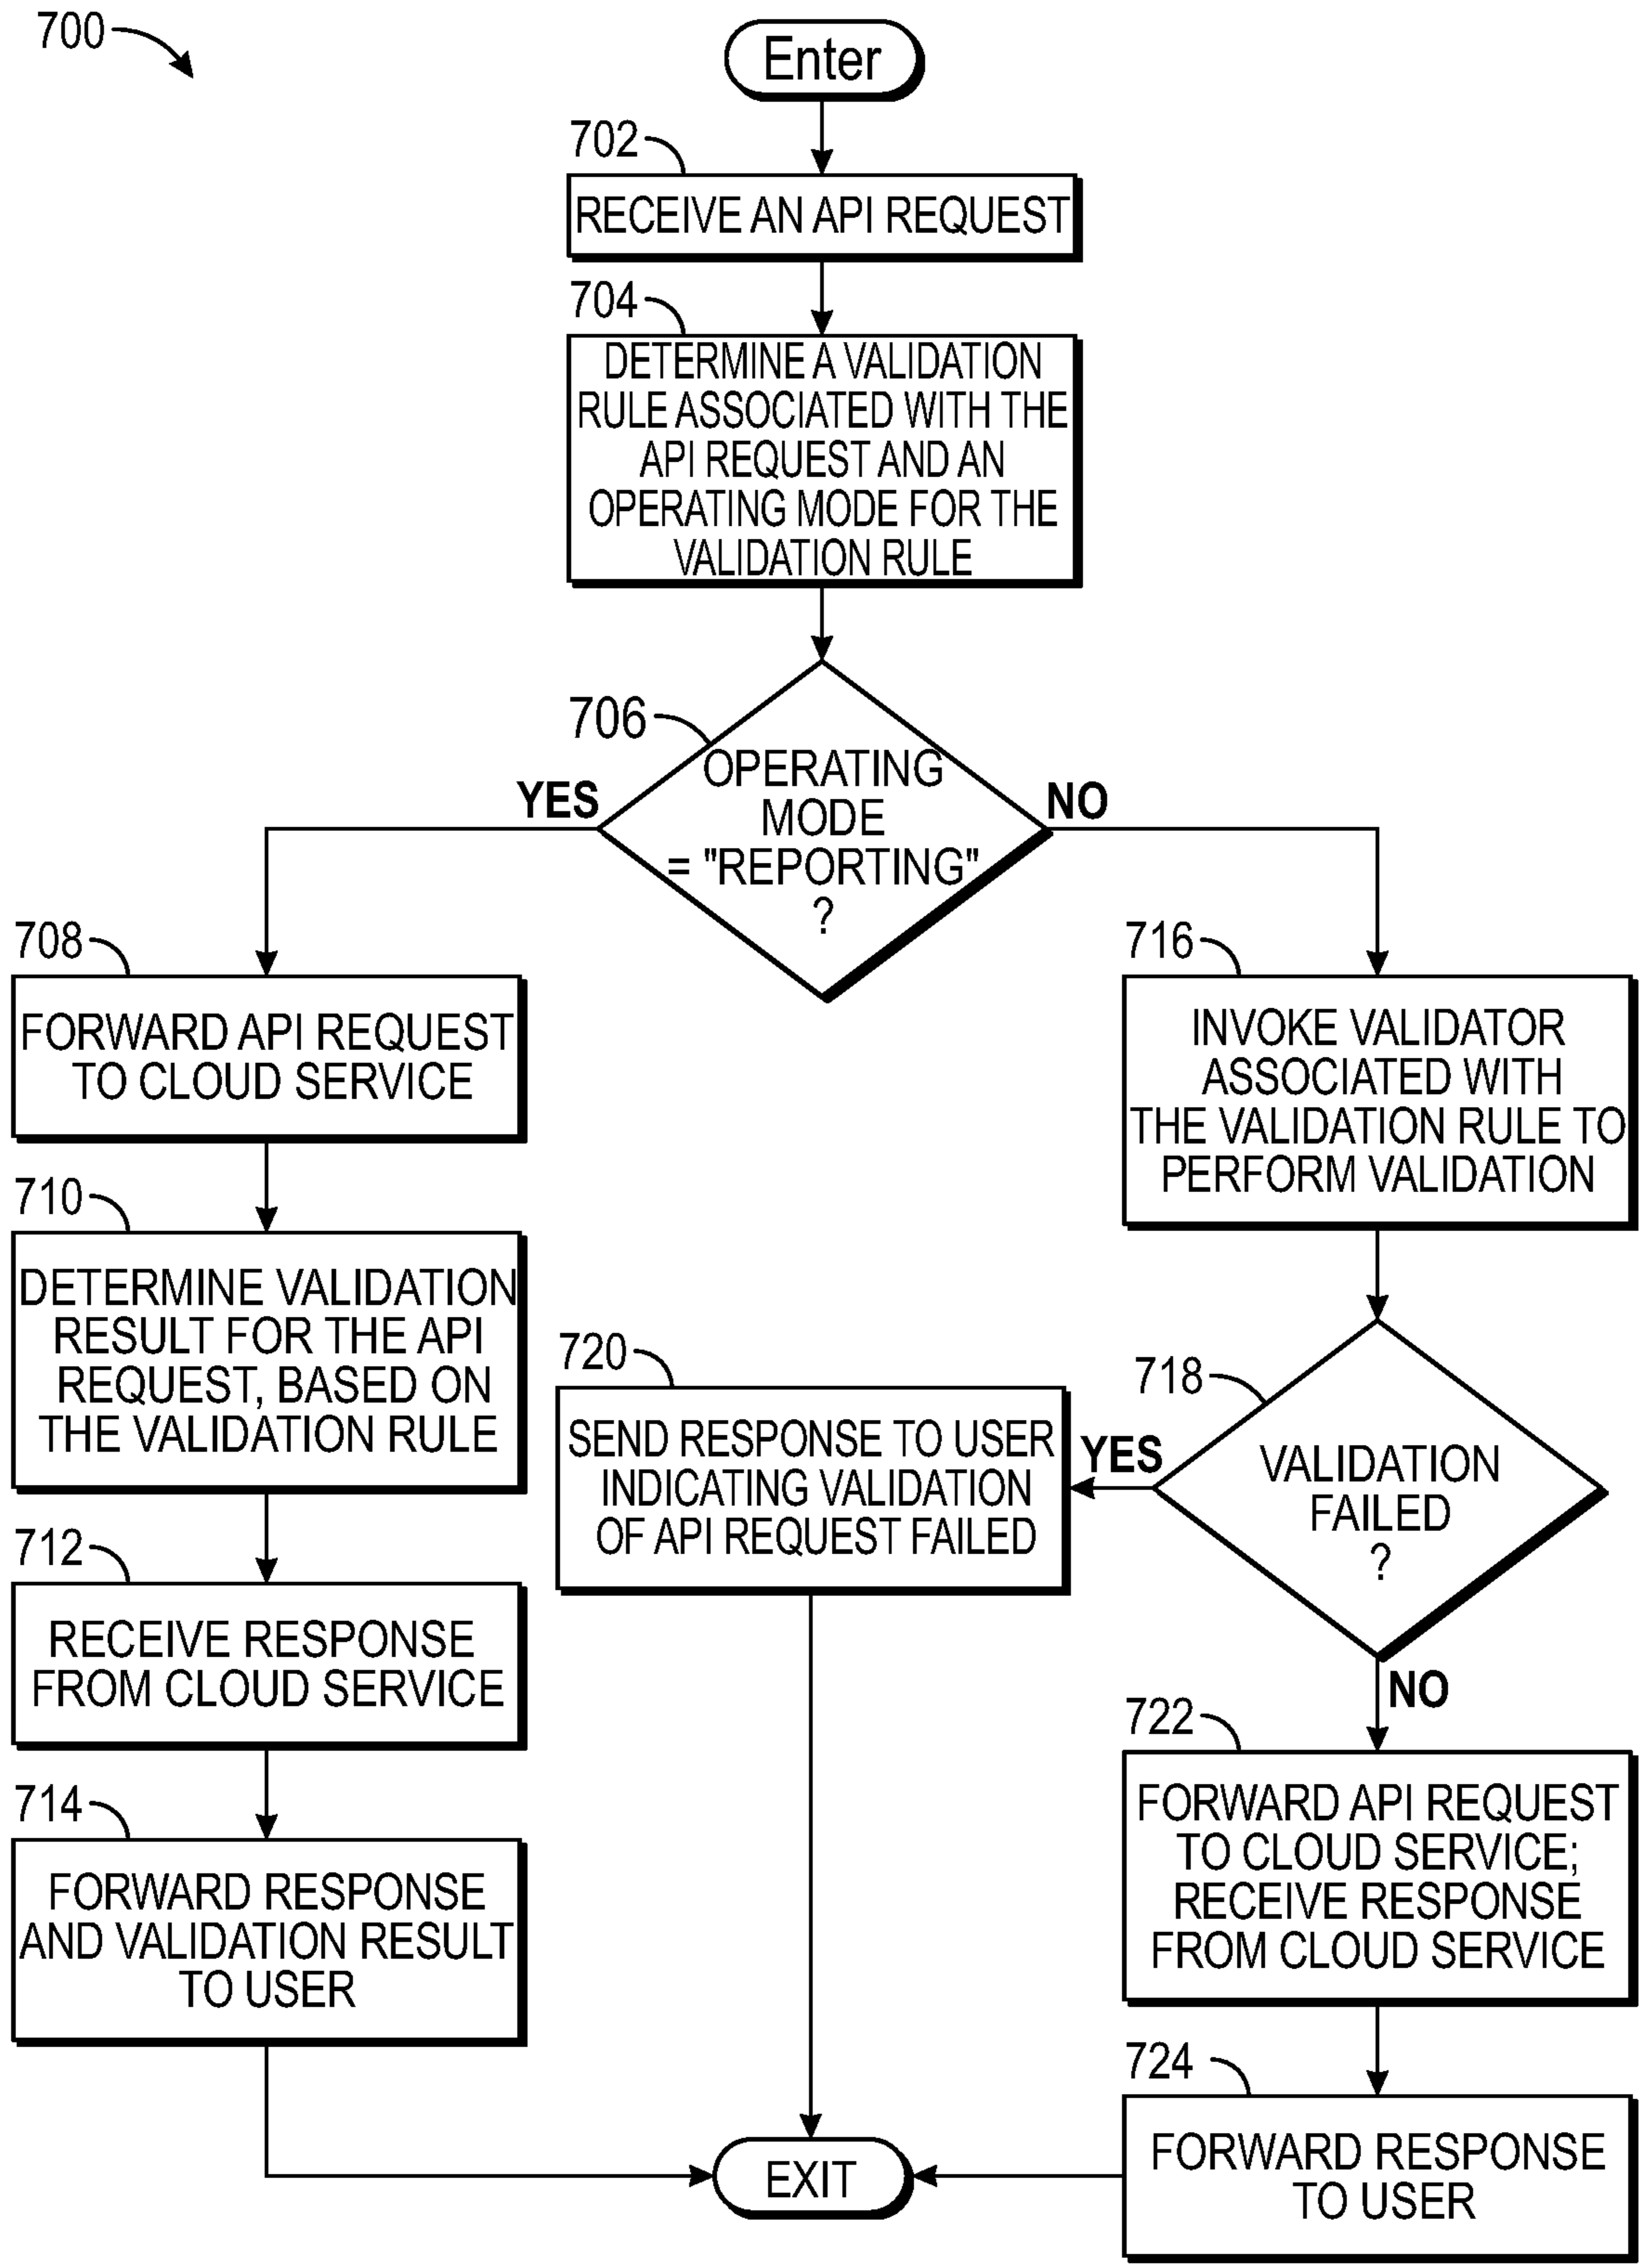 700
Enter
702
RECEIVE AN API REQUEST
704
DETERMINE A VALIDATION
RULE ASSOCIATED WITH THE
API REQUEST AND AN
OPERATING MODE FOR THE
VALIDATION RULE
706
OPERATING
MODE
= "REPORTING"
?
YES
NO
708
FORWARD API REQUEST
TO CLOUD SERVICE
710
DETERMINE VALIDATION
RESULT FOR THE API
REQUEST, BASED ON
THE VALIDATION RULE
712
RECEIVE RESPONSE
FROM CLOUD SERVICE
714
FORWARD RESPONSE
AND VALIDATION RESULT
TO USER
716
INVOKE VALIDATOR
ASSOCIATED WITH
THE VALIDATION RULE TO
PERFORM VALIDATION
718
VALIDATION
FAILED
?
YES
NO
720
SEND RESPONSE TO USER
INDICATING VALIDATION
OF API REQUEST FAILED
722
FORWARD API REQUEST
TO CLOUD SERVICE;
RECEIVE RESPONSE
FROM CLOUD SERVICE
724
FORWARD RESPONSE
TO USER
EXIT